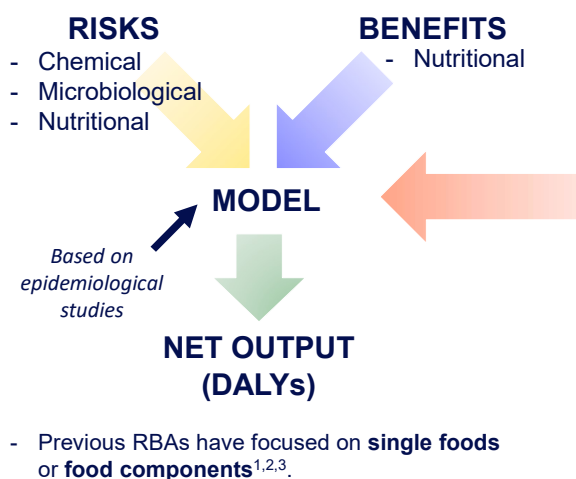 RISKS
- Chemical
- Microbiological
- Nutritional
BENEFITS
- Nutritional
MODEL
Based on
epidemiological
studies
NET OUTPUT
(DALYs)
- Previous RBAs have focused on single foods
or food components1,2,3.